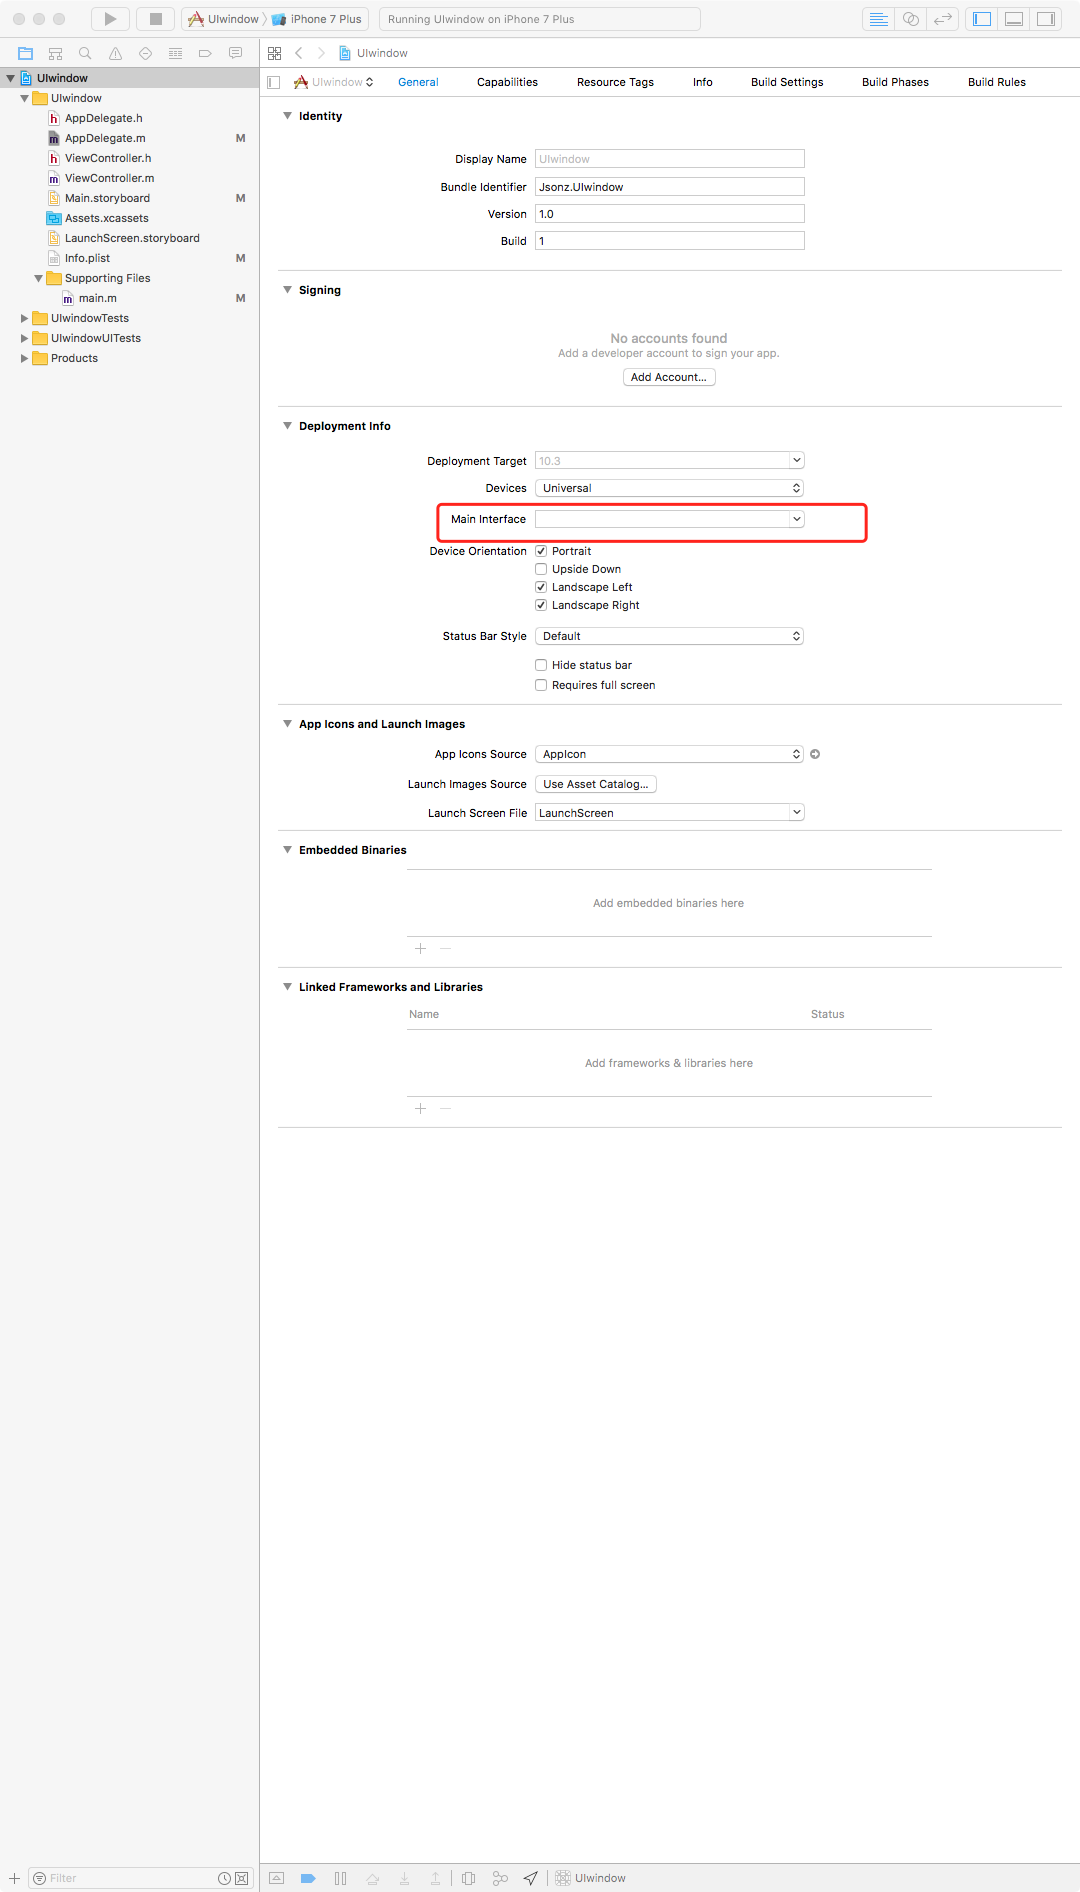 UIwindow
iPhone 7 Plus
Running UIwindow on iPhone 7 Plus
UIwindow
UIwindow
UIwindow
General
Capabilities
Resource Tags
Info
Build Settings
Build Phases
Build Rules
UIwindow
h AppDelegate.h
m AppDelegate.m M
h ViewController.h
m ViewController.m
Main.storyboard M
Assets.xcassets
LaunchScreen.storyboard
Info.plist M
Supporting Files
m main.m M
UIwindowTests
UIwindowUITests
Products
Identity
Display Name UIwindow
Bundle Identifier Jsonz.UIwindow
Version 1.0
Build 1
Signing
No accounts found
Add a developer account to sign your app.
Add Account...
Deployment Info
Deployment Target 10.3
Devices Universal
Main Interface
Device Orientation Portrait
Upside Down
Landscape Left
Landscape Right
Status Bar Style Default
Hide status bar
Requires full screen
App Icons and Launch Images
App Icons Source AppIcon
Launch Images Source Use Asset Catalog...
Launch Screen File LaunchScreen
Embedded Binaries
Add embedded binaries here
Linked Frameworks and Libraries
Name Status
Add frameworks & libraries here
Filter
UIwindow